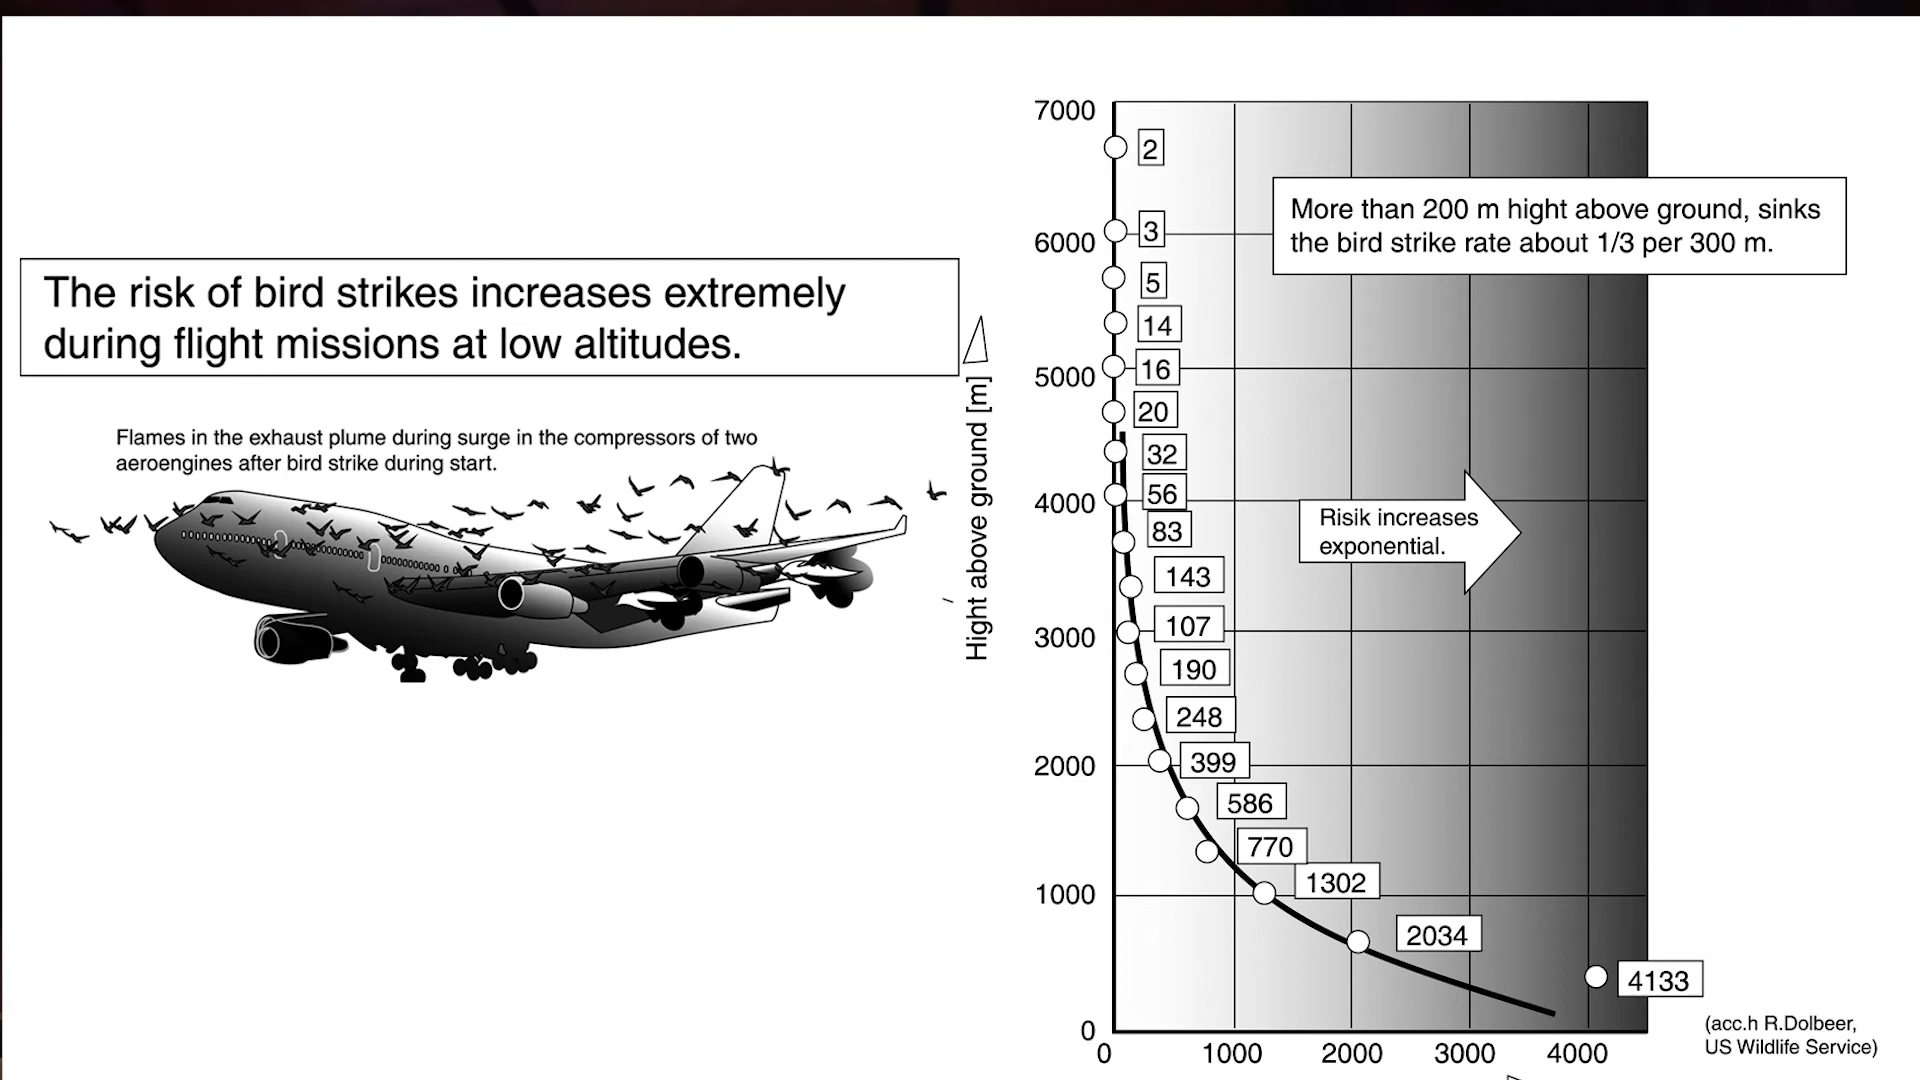 The risk of bird strikes increases extremely
during flight missions at low altitudes.
Flames in the exhaust plume during surge in the compressors of two
aeroengines after bird strike during start.
Hight above ground [m]
7000
6000
5000
4000
3000
2000
1000
0
2
3
5
14
16
20
32
56
83
143
107
190
248
399
586
770
1302
2034
4133
More than 200 m hight above ground, sinks
the bird strike rate about 1/3 per 300 m.
Risik increases
exponential.
0 1000 2000 3000 4000
(acc.h R.Dolbeer,
US Wildlife Service)